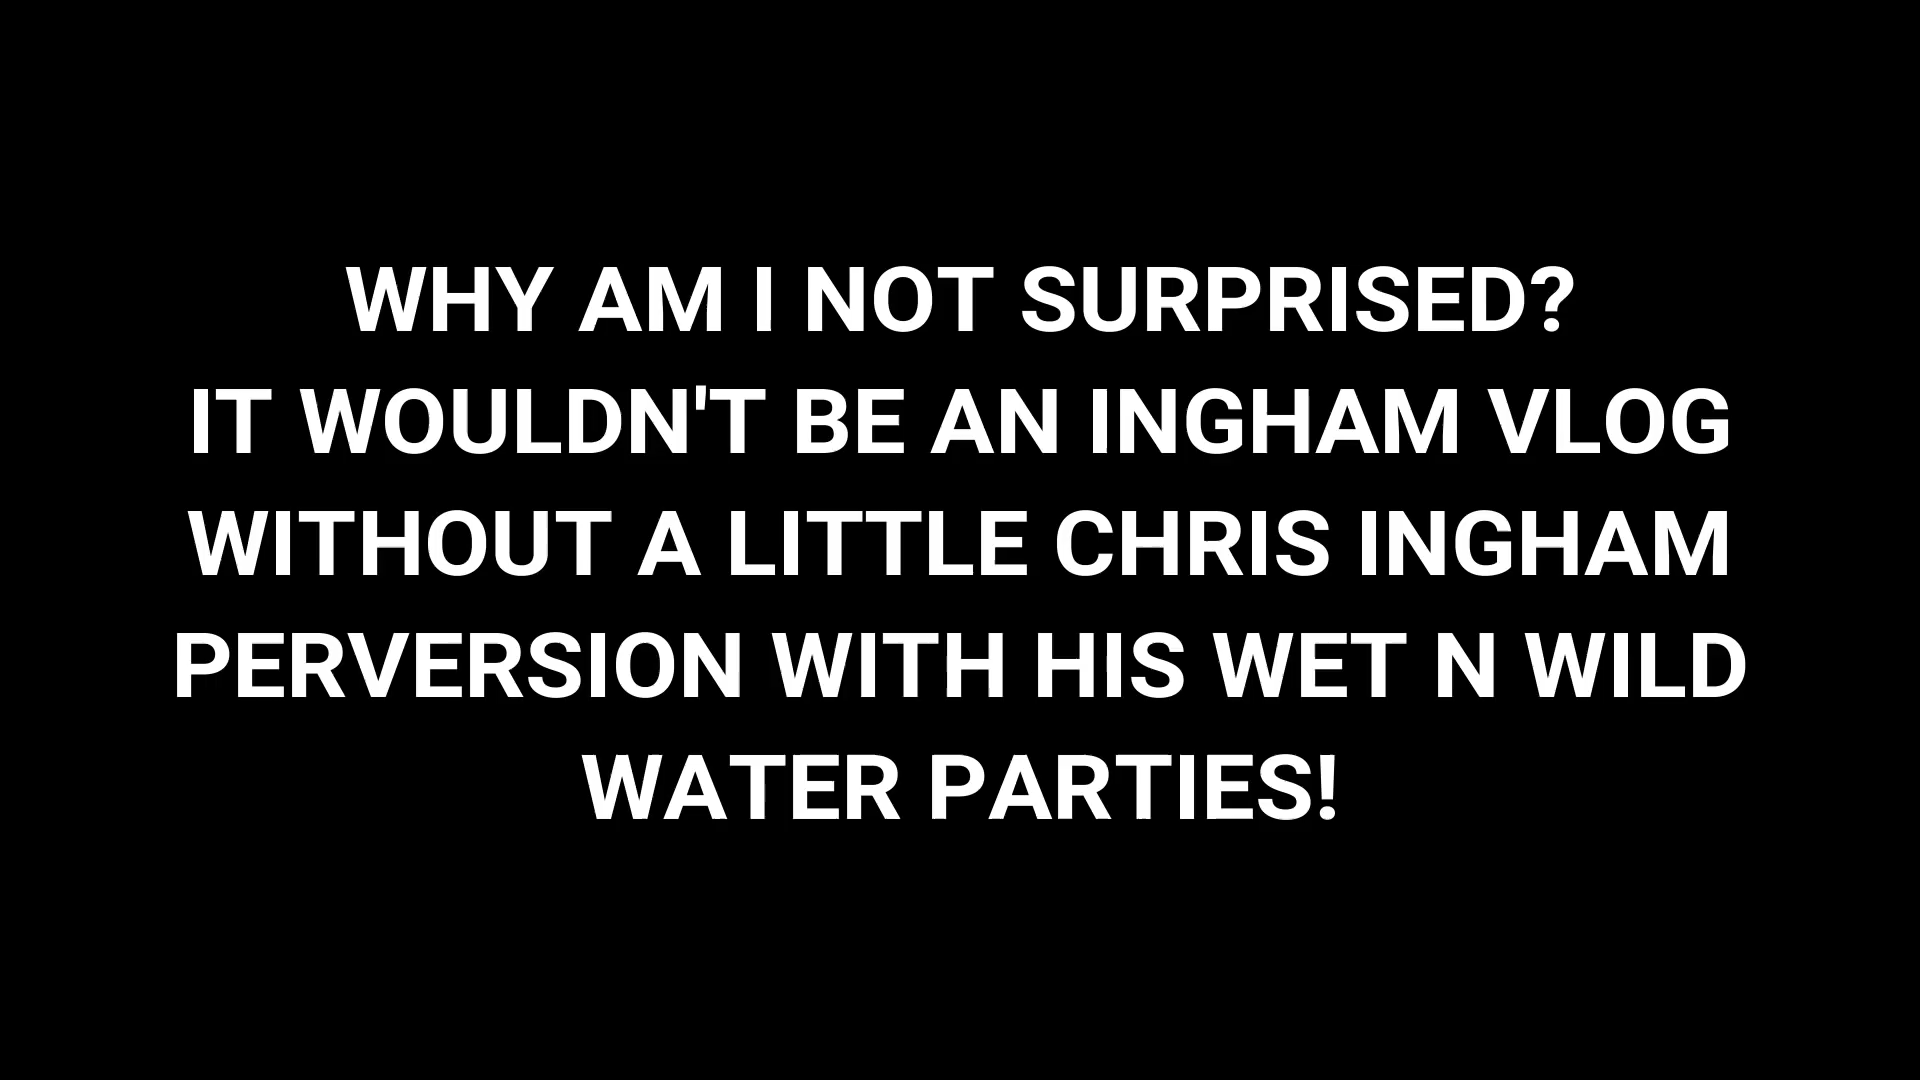 WHY AM I NOT SURPRISED?
IT WOULDN'T BE AN INGHAM VLOG
WITHOUT A LITTLE CHRIS INGHAM
PERVERSION WITH HIS WET N WILD
WATER PARTIES!